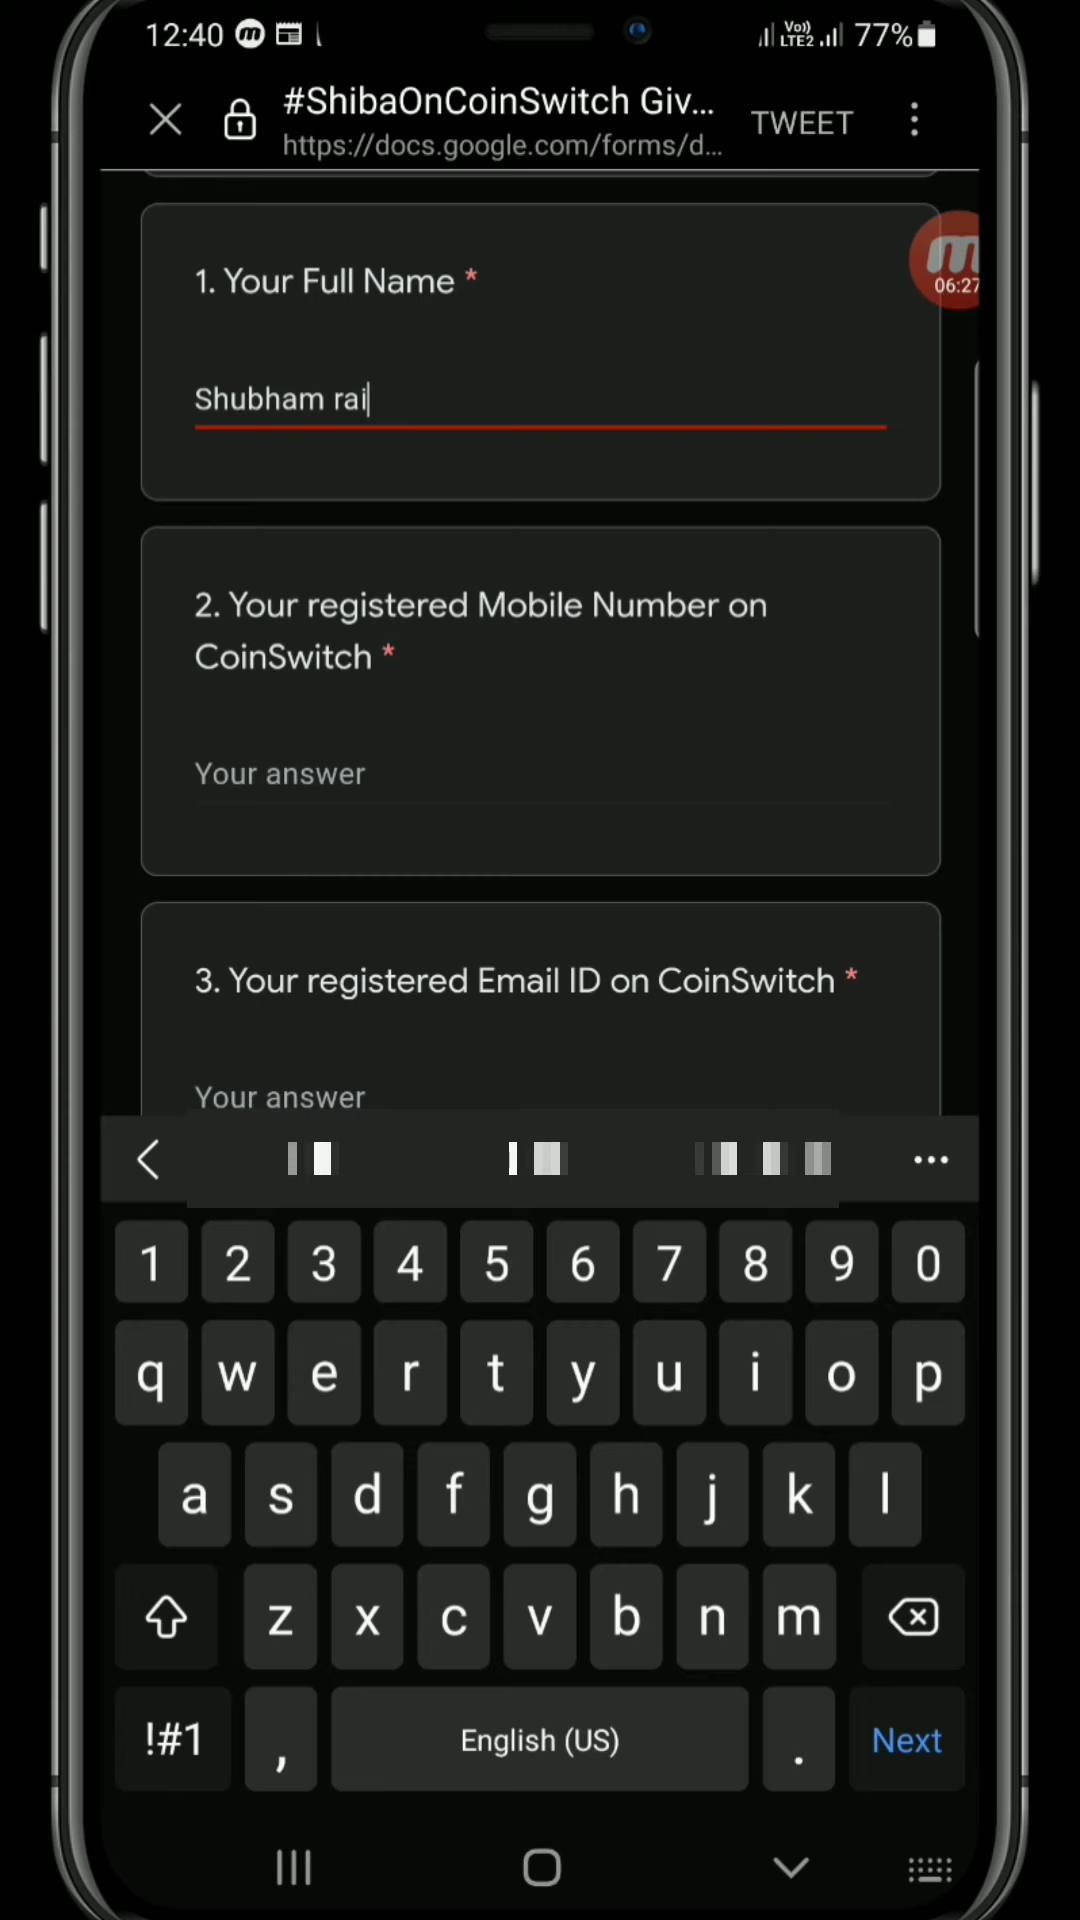 12:40
Vo))
LTE2
77%
#ShibaOnCoinSwitch Giv...
https://docs.google.com/forms/d...
TWEET
1. Your Full Name *
06:27
Shubham rai
2. Your registered Mobile Number on
CoinSwitch *
Your answer
3. Your registered Email ID on CoinSwitch *
Your answer
1 2 3 4 5 6 7 8 9 0
q w e r t y u i o p
a s d f g h j k l
z x c v b n m
!#1 , English (US) . Next